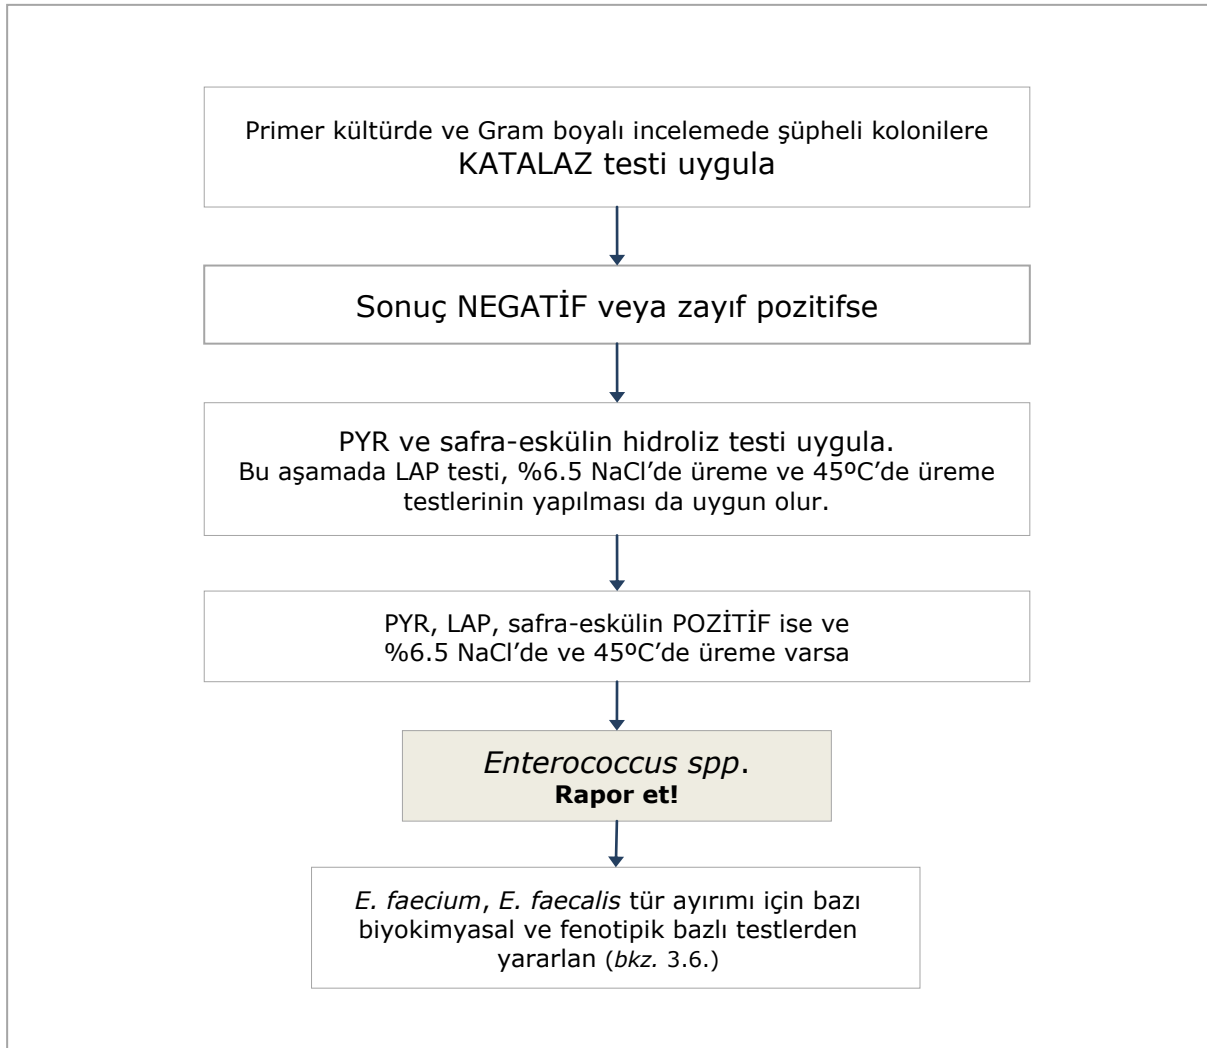 Primer kültürde ve Gram boyalı incelemede şüpheli kolonilere
KATALAZ testi uygula
Sonuç NEGATİF veya zayıf pozitifse
PYR ve safra-eskülin hidroliz testi uygula.
Bu aşamada LAP testi, %6.5 NaCl’de üreme ve 45ºC’de üreme
testlerinin yapılması da uygun olur.
PYR, LAP, safra-eskülin POZİTİF ise ve
%6.5 NaCl’de ve 45ºC’de üreme varsa
Enterococcus spp.
Rapor et!
E. faecium, E. faecalis tür ayırımı için bazı
biyokimyasal ve fenotipik bazlı testlerden
yararlan (bkz. 3.6.)